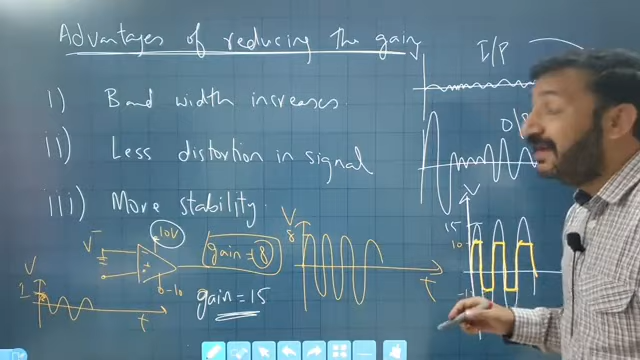 Advantages of reducing the gain
I/P
i) Band width increases.
ii) Less distortion in signal
iii) More stability.
V
10V
gain = 8
0-10
gain = 15
V
1
t
V
8
t
V
15
10